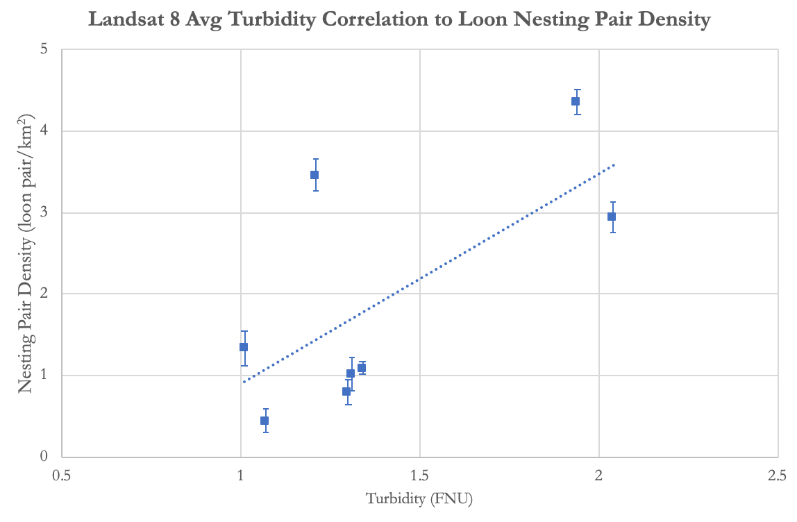 Landsat 8 Avg Turbidity Correlation to Loon Nesting Pair Density
Nesting Pair Density (loon pair/km²)
5
4
3
2
1
0
0.5 1 1.5 2 2.5
Turbidity (FNU)